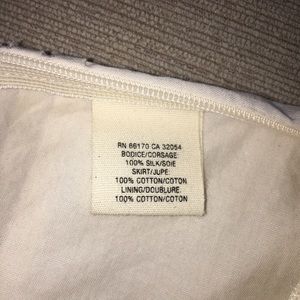 RN 66170 CA 32054
BODICE/CORSAGE:
100% SILK/SOIE
SKIRT/JUPE:
100% COTTON/COTON
LINING/DOUBLURE:
100% COTTON/COTON